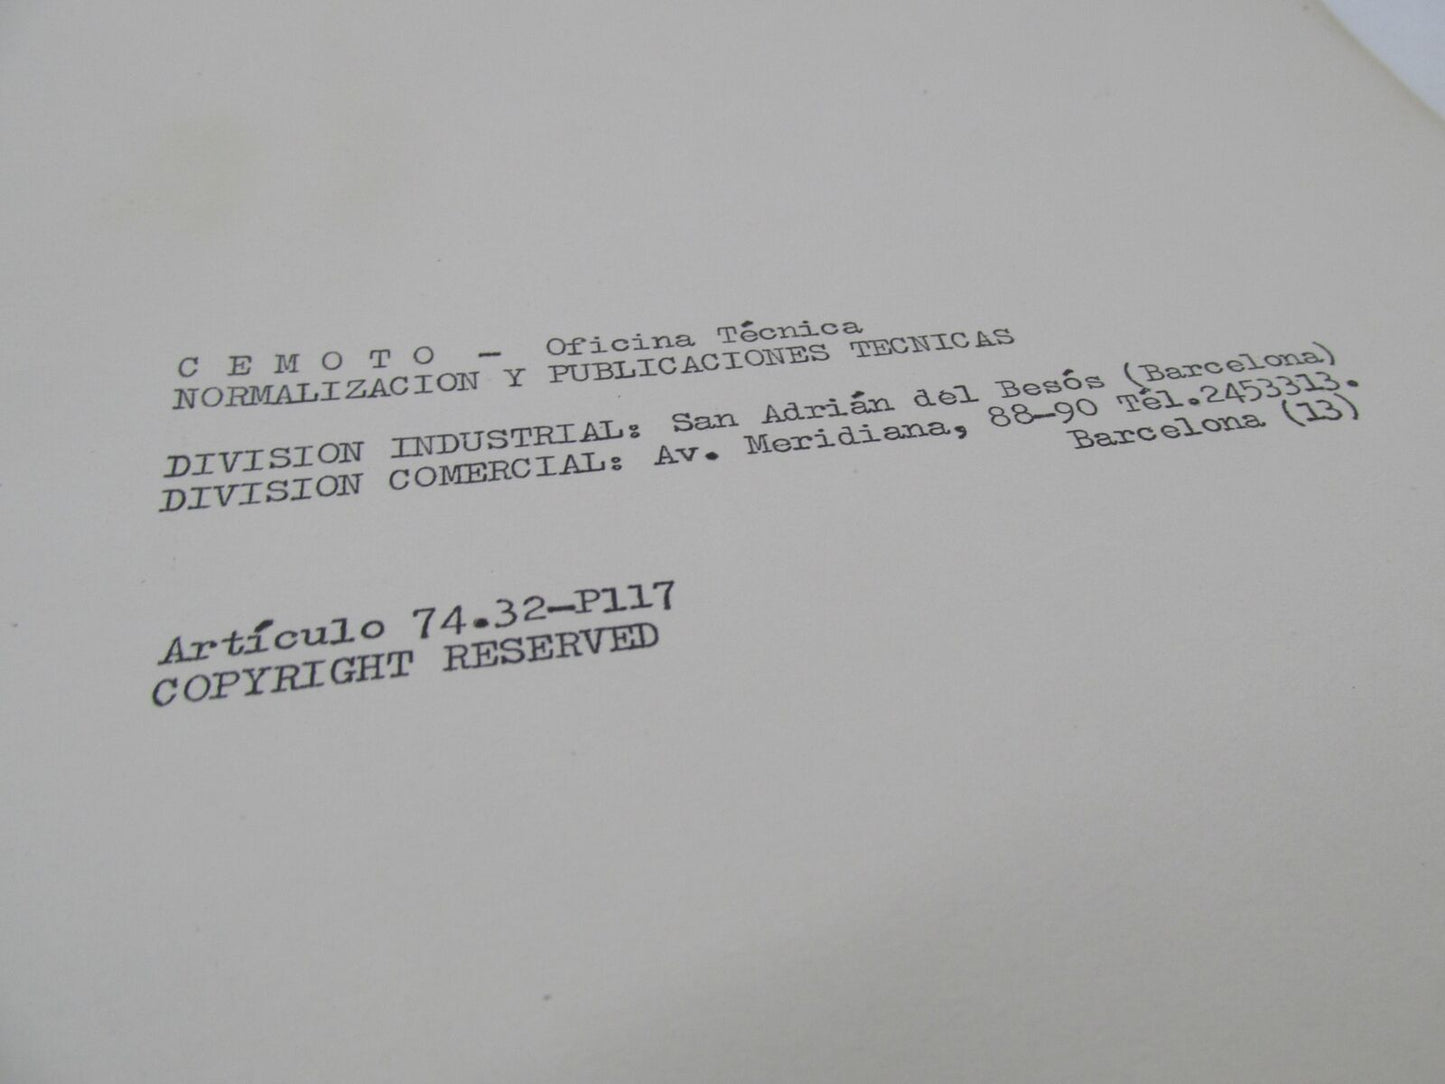 C E M O T O - Oficina Técnica
NORMALIZACION Y PUBLICACIONES TECNICAS
DIVISION INDUSTRIAL: San Adrián del Besós (Barcelona)
DIVISION COMERCIAL: Av. Meridiana, 88-90 Tél.2453313.
Barcelona (13)
Artículo 74.32-P117
COPYRIGHT RESERVED